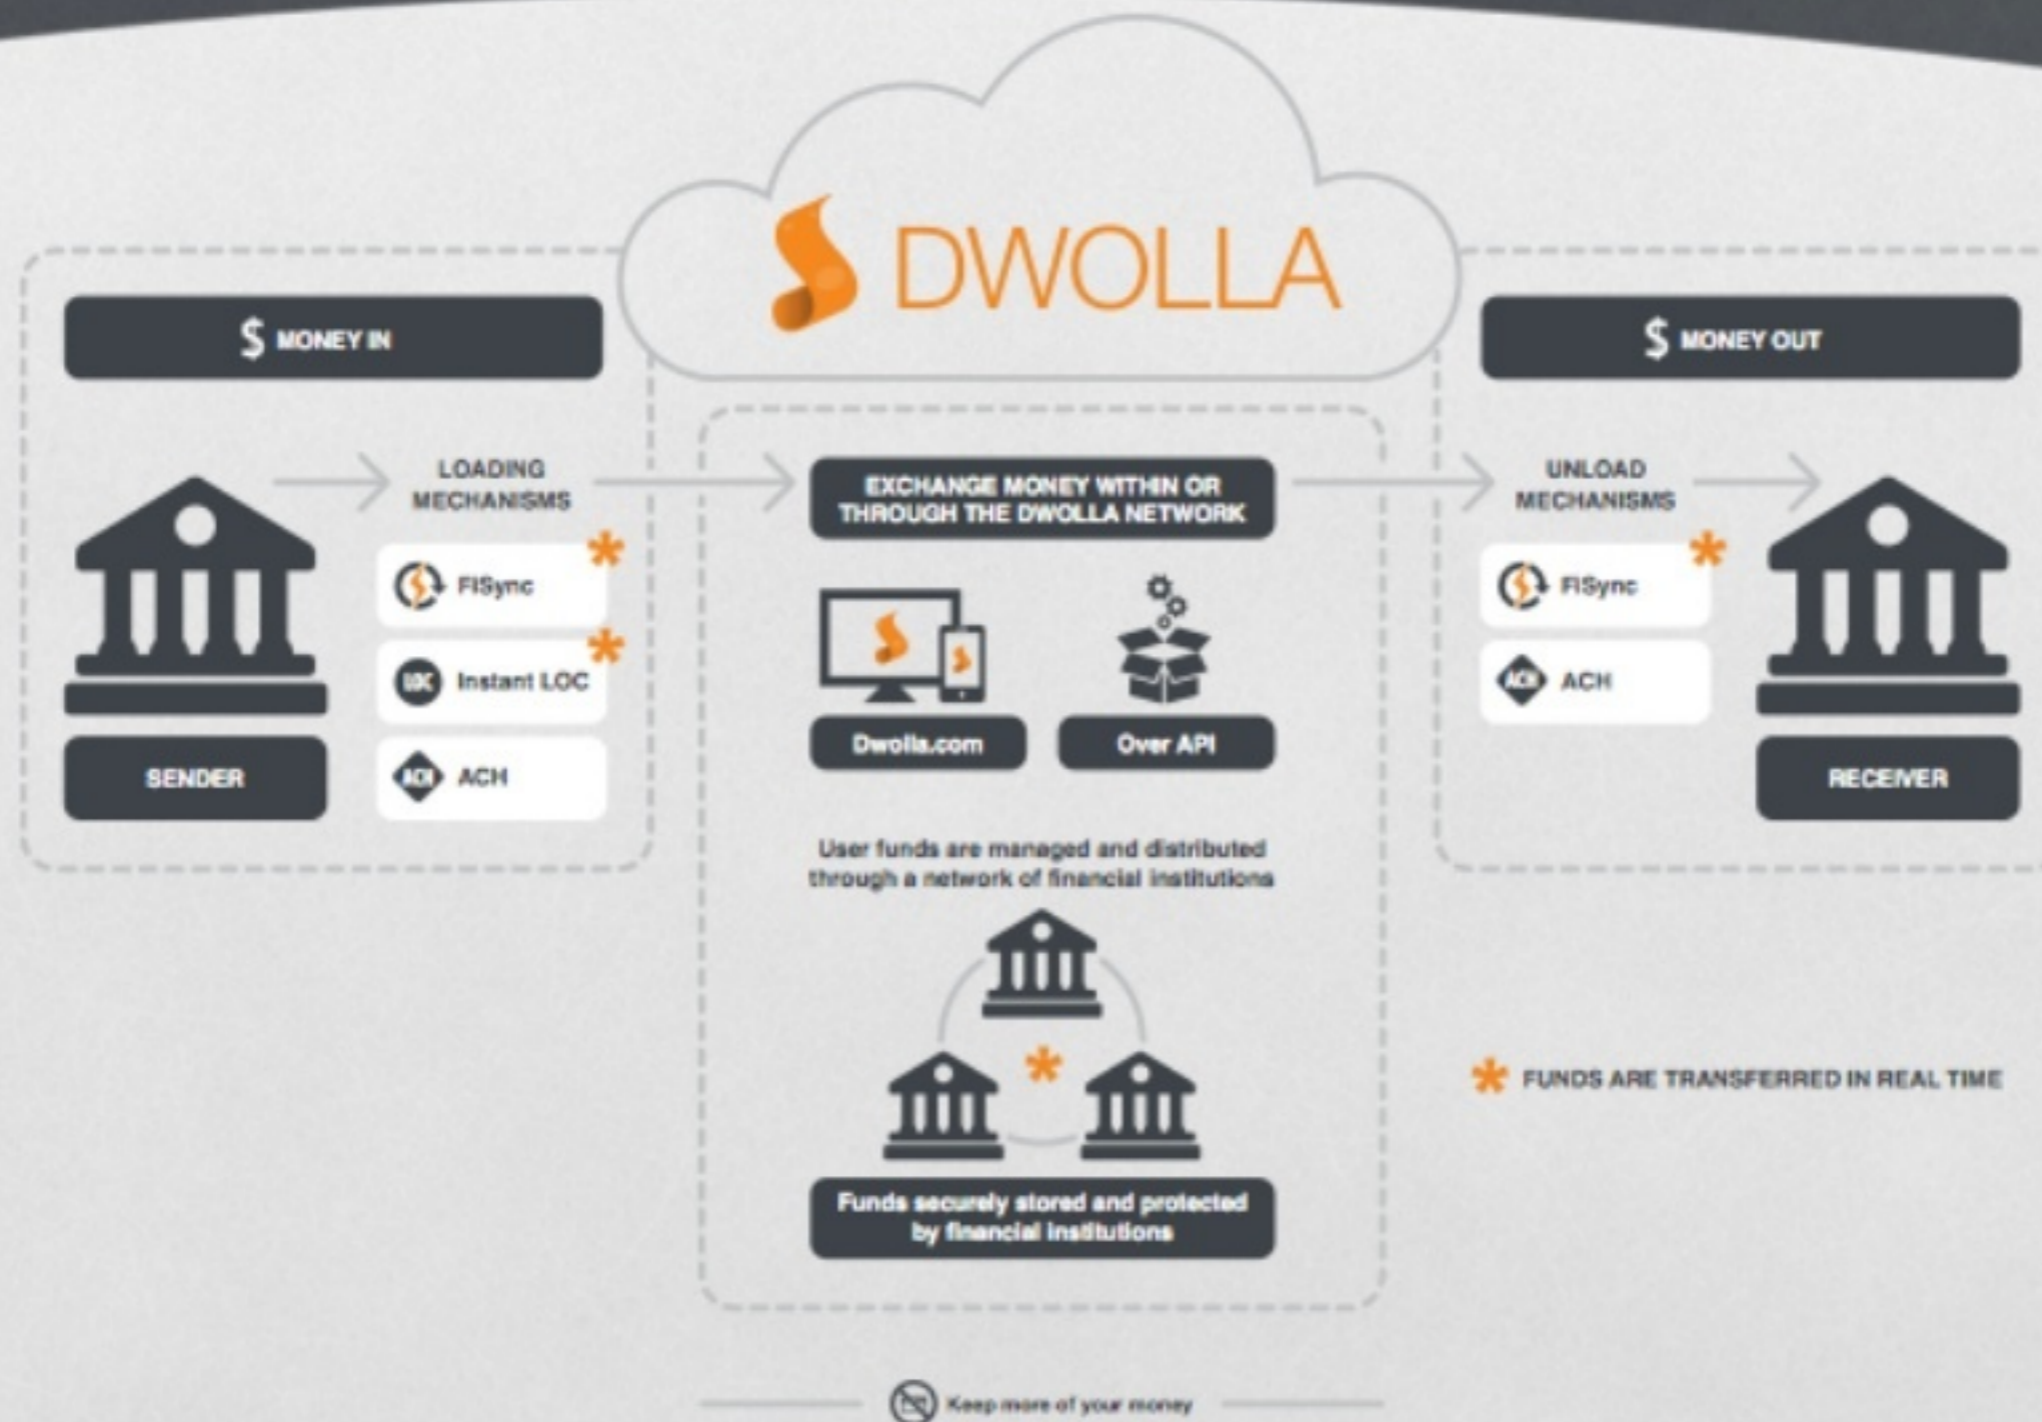 DWOLLA
$ MONEY IN
LOADING
MECHANISMS
FiSync
LOC Instant LOC
ACH ACH
SENDER
EXCHANGE MONEY WITHIN OR
THROUGH THE DWOLLA NETWORK
Dwolla.com
Over API
User funds are managed and distributed
through a network of financial institutions
Funds securely stored and protected
by financial institutions
$ MONEY OUT
UNLOAD
MECHANISMS
FiSync
ACH ACH
RECEIVER
* FUNDS ARE TRANSFERRED IN REAL TIME
Keep more of your money